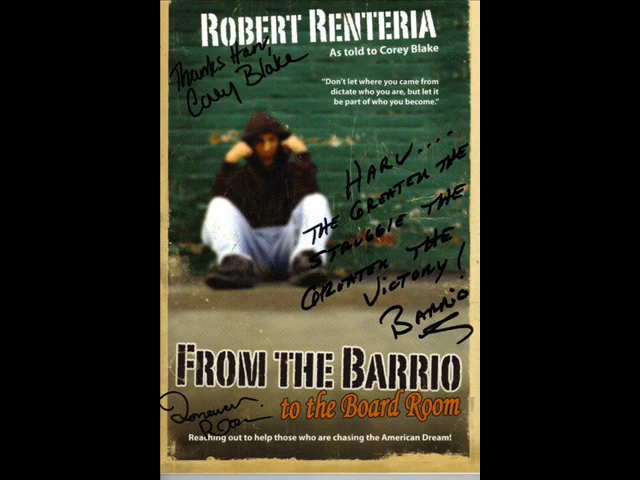 ROBERT RENTERIA
As told to Corey Blake
Thanks Harv,
Corey Blake
"Don't let where you came from
dictate who you are, but let it
be part of who you become."
HARV....
THE GREATER THE
STRUGGLE THE
GREATER THE
VICTORY!
BARRIO
FROM THE BARRIO
to the Board Room
Reaching out to help those who are chasing the American Dream!